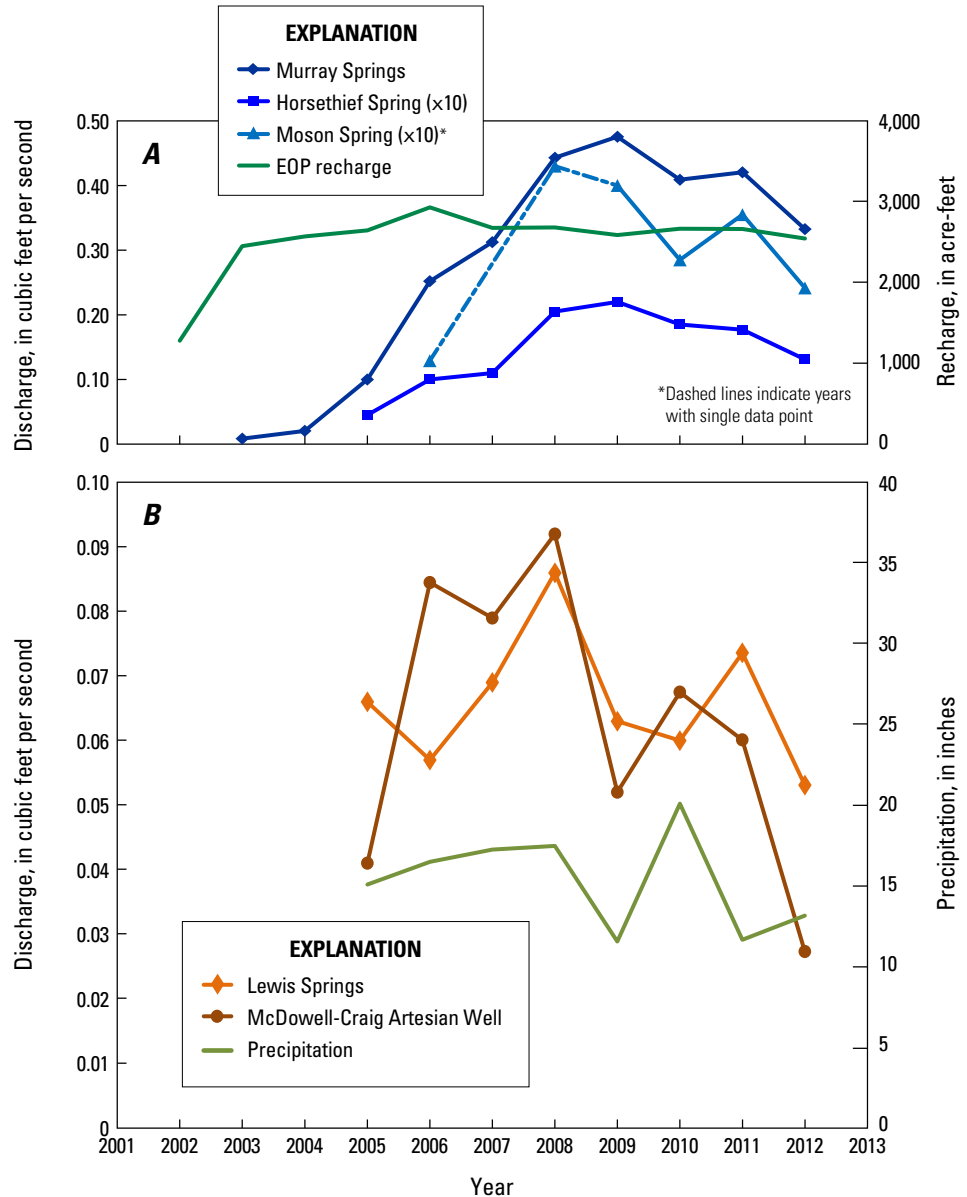 EXPLANATION
Murray Springs
Horsethief Spring (×10)
Moson Spring (×10)*
EOP recharge
A
Discharge, in cubic feet per second
0.50
0.40
0.30
0.20
0.10
0
Recharge, in acre-feet
4,000
3,000
2,000
1,000
0
*Dashed lines indicate years
with single data point
B
Discharge, in cubic feet per second
0.10
0.09
0.08
0.07
0.06
0.05
0.04
0.03
0.02
0.01
0
Precipitation, in inches
40
35
30
25
20
15
10
5
0
EXPLANATION
Lewis Springs
McDowell-Craig Artesian Well
Precipitation
2001 2002 2003 2004 2005 2006 2007 2008 2009 2010 2011 2012 2013
Year